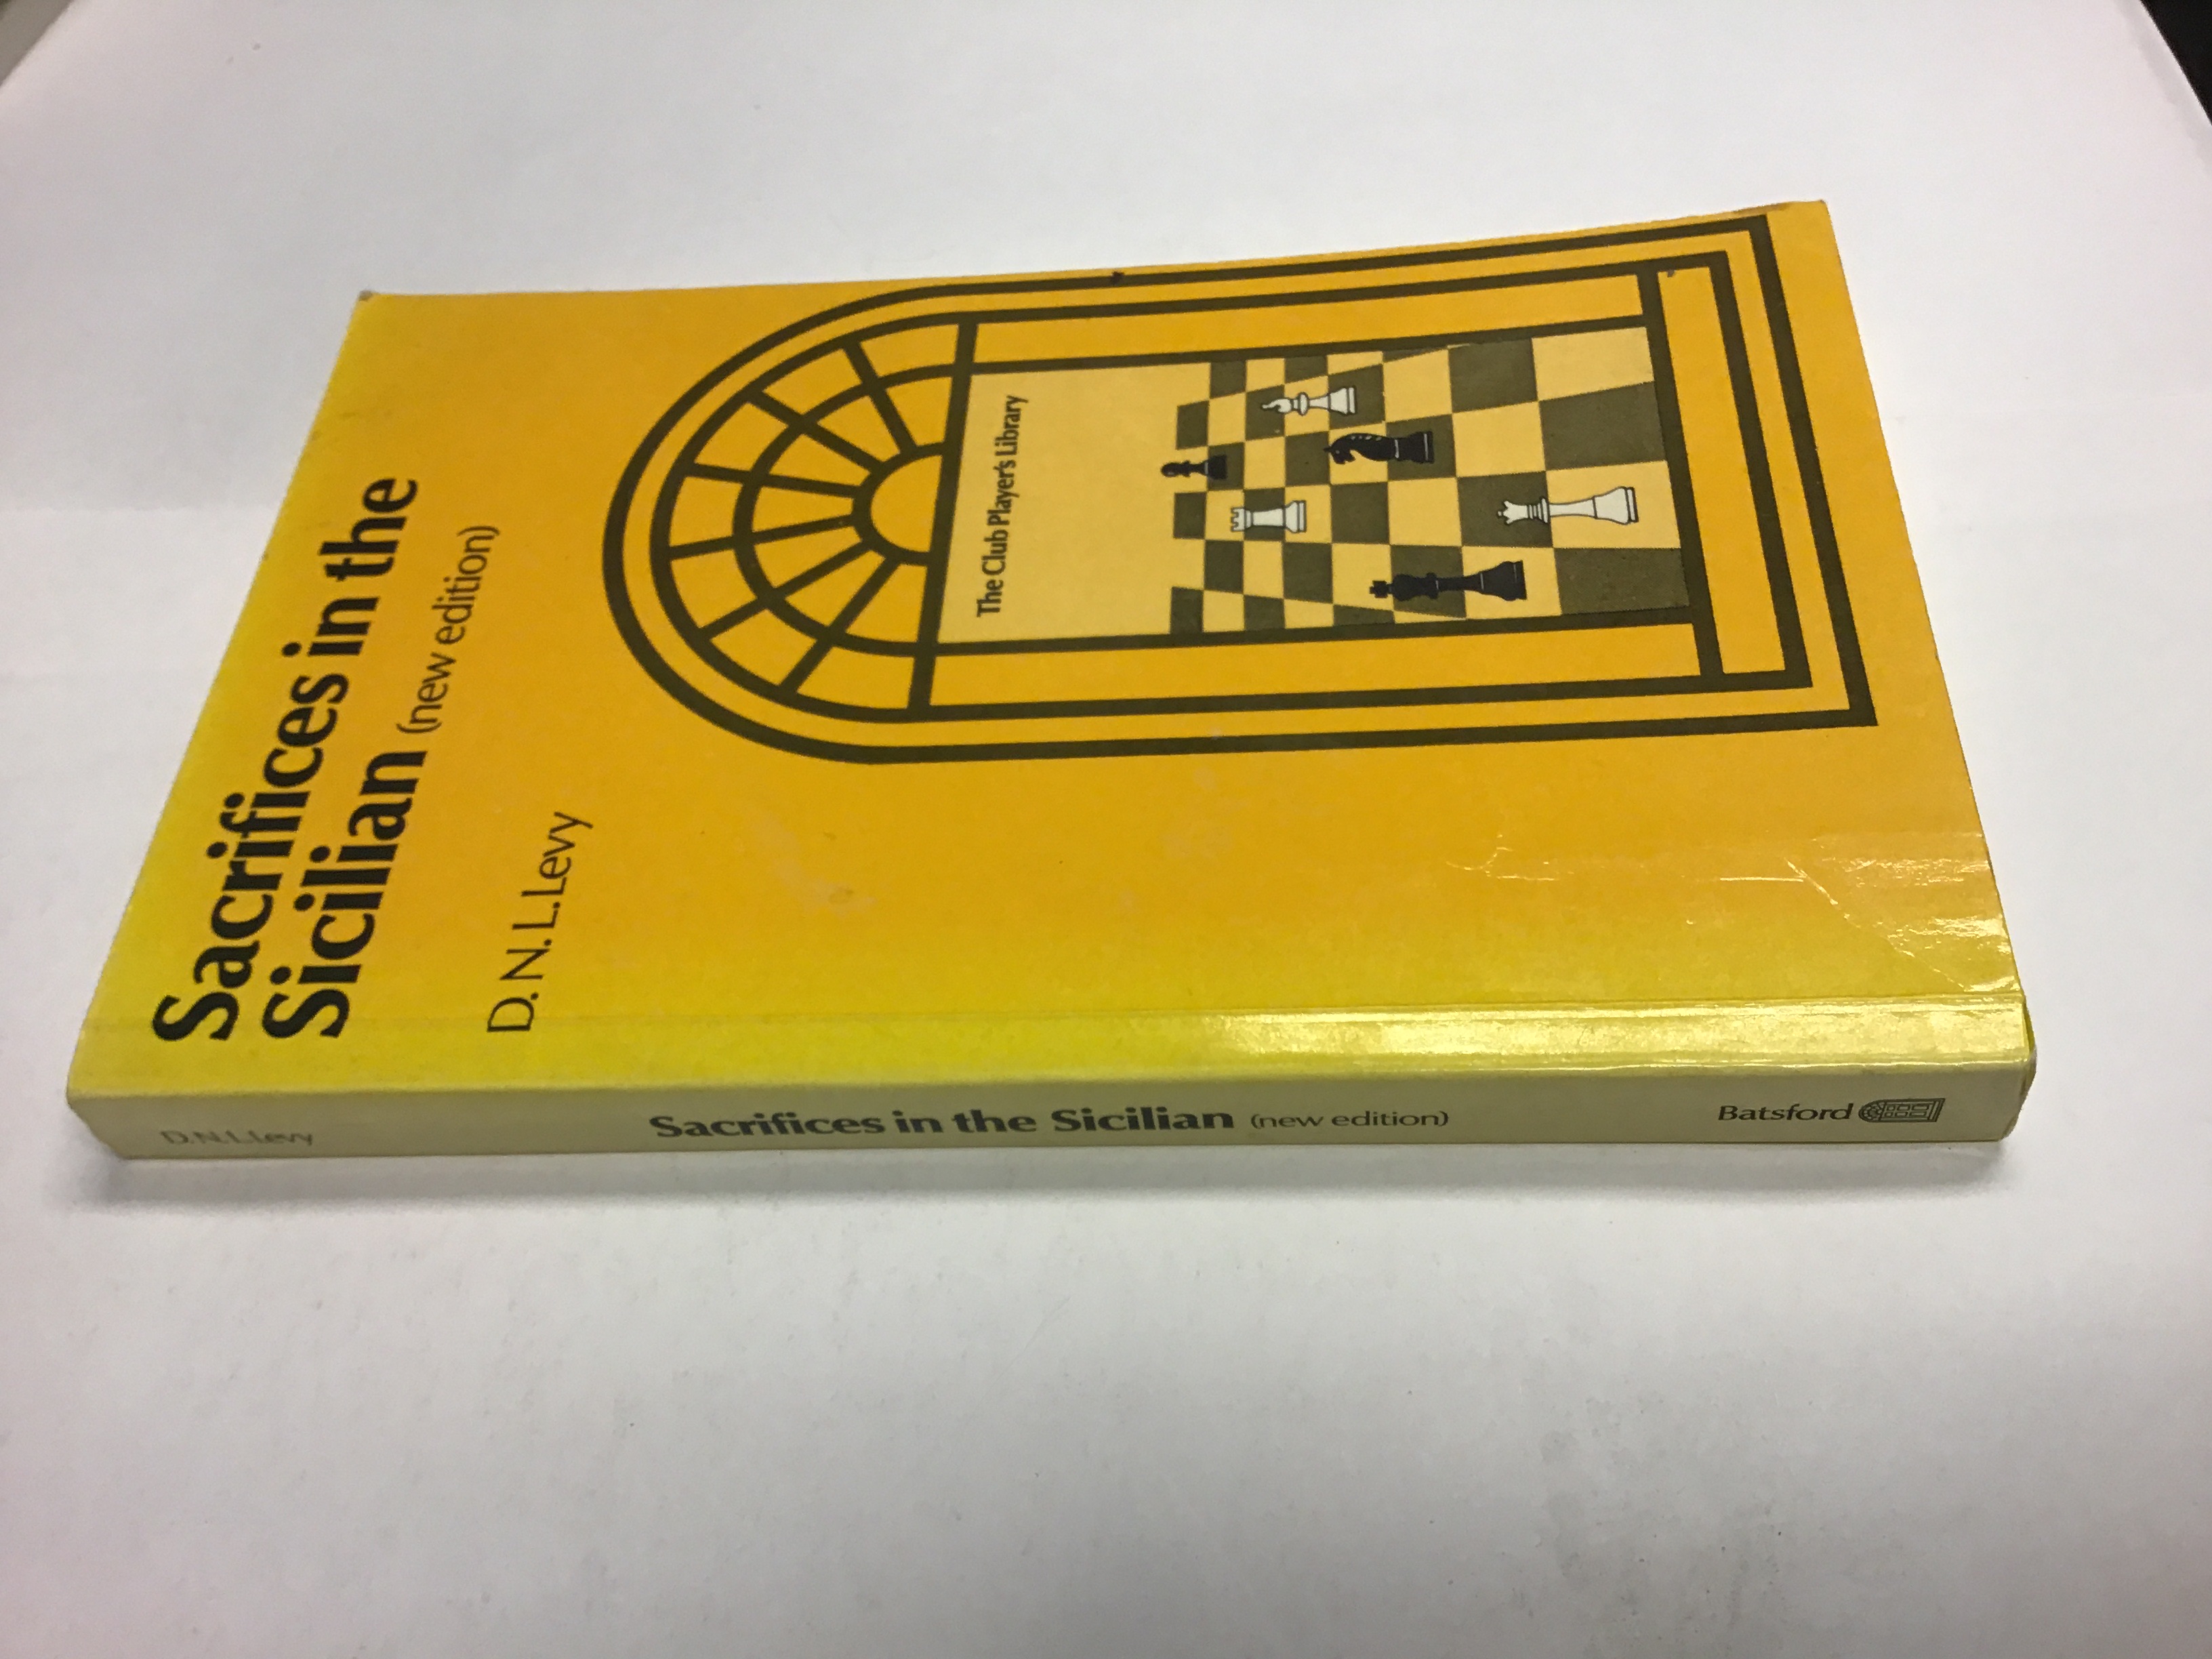 Sacrifices in the
Sicilian (new edition)
D. N. L. Levy
The Club Player's Library
D. N. L. Levy
Sacrifices in the Sicilian (new edition)
Batsford